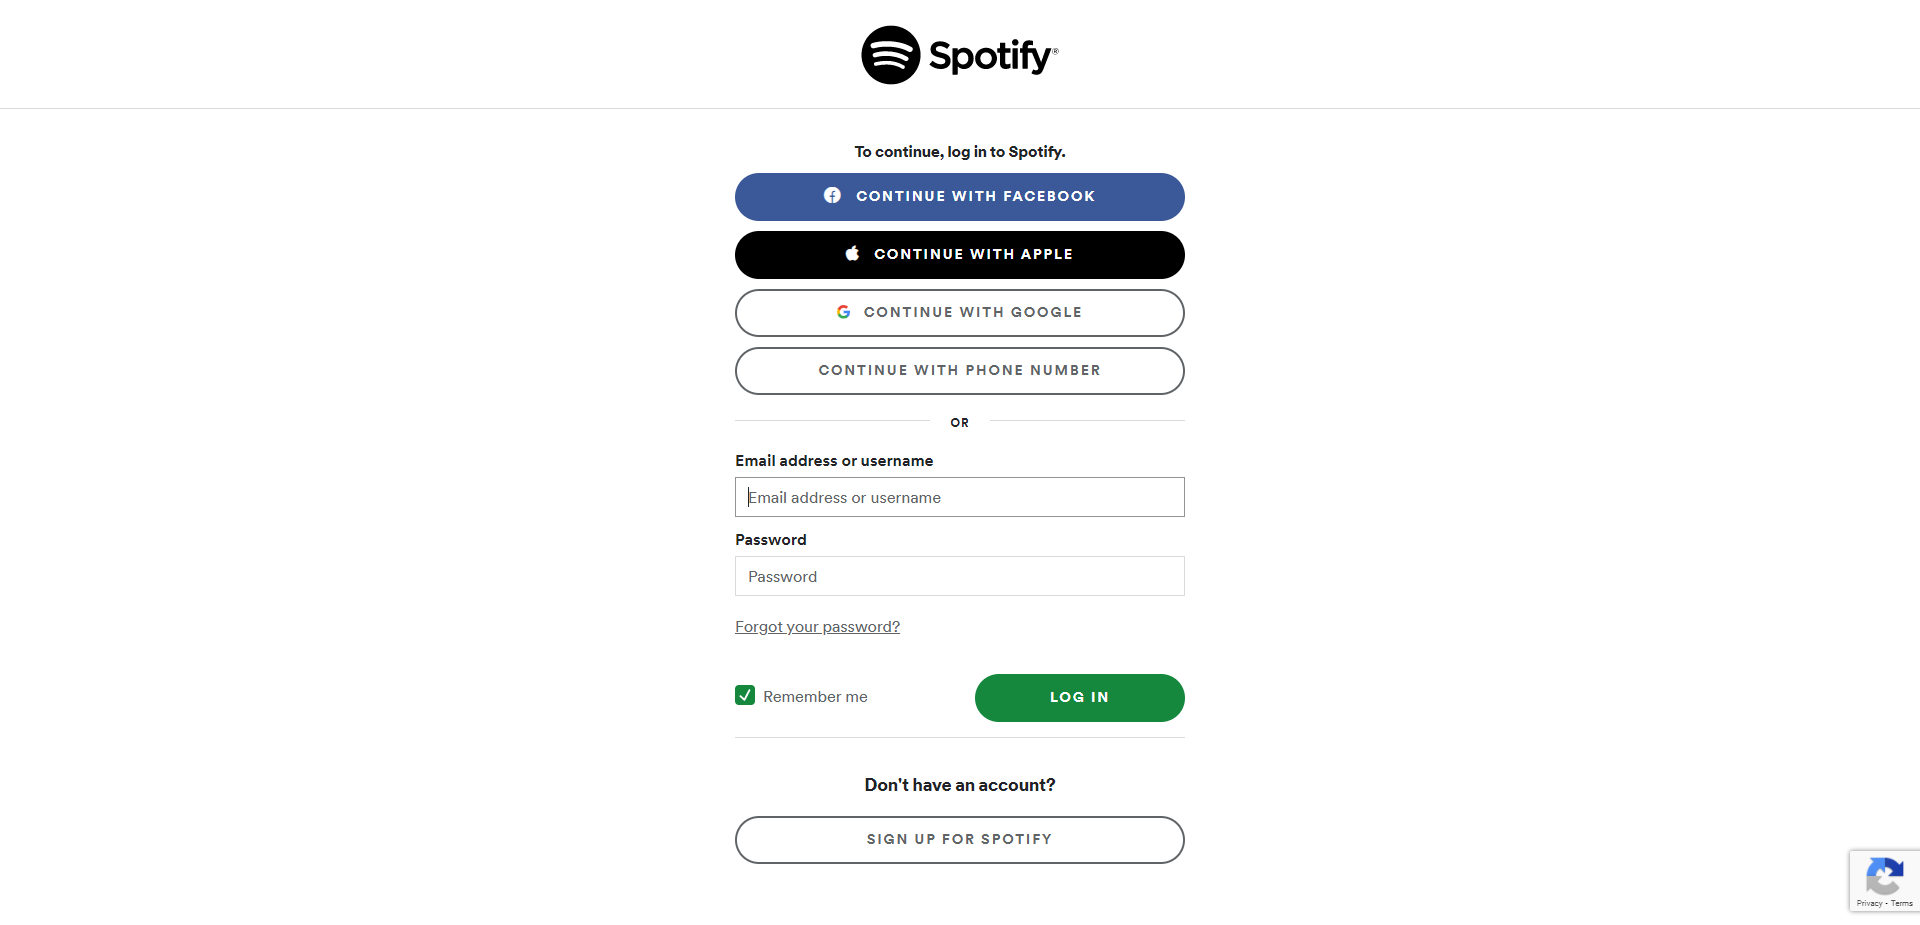 Spotify®
To continue, log in to Spotify.
CONTINUE WITH FACEBOOK
CONTINUE WITH APPLE
CONTINUE WITH GOOGLE
CONTINUE WITH PHONE NUMBER
OR
Email address or username
Email address or username
Password
Password
Forgot your password?
Remember me
LOG IN
Don't have an account?
SIGN UP FOR SPOTIFY
Privacy - Terms